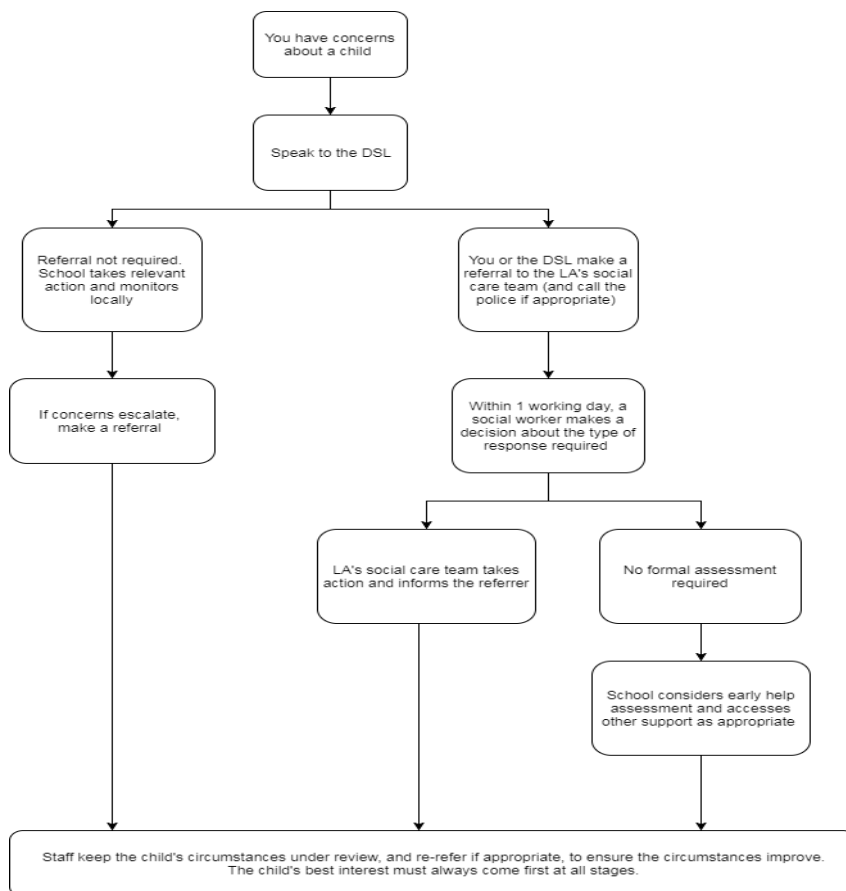 You have concerns
about a child
Speak to the DSL
Referral not required.
School takes relevant
action and monitors
locally
You or the DSL make a
referral to the LA's social
care team (and call the
police if appropriate)
If concerns escalate,
make a referral
Within 1 working day, a
social worker makes a
decision about the type of
response required
LA's social care team takes
action and informs the referrer
No formal assessment
required
School considers early help
assessment and accesses
other support as appropriate
Staff keep the child's circumstances under review, and re-refer if appropriate, to ensure the circumstances improve.
The child's best interest must always come first at all stages.